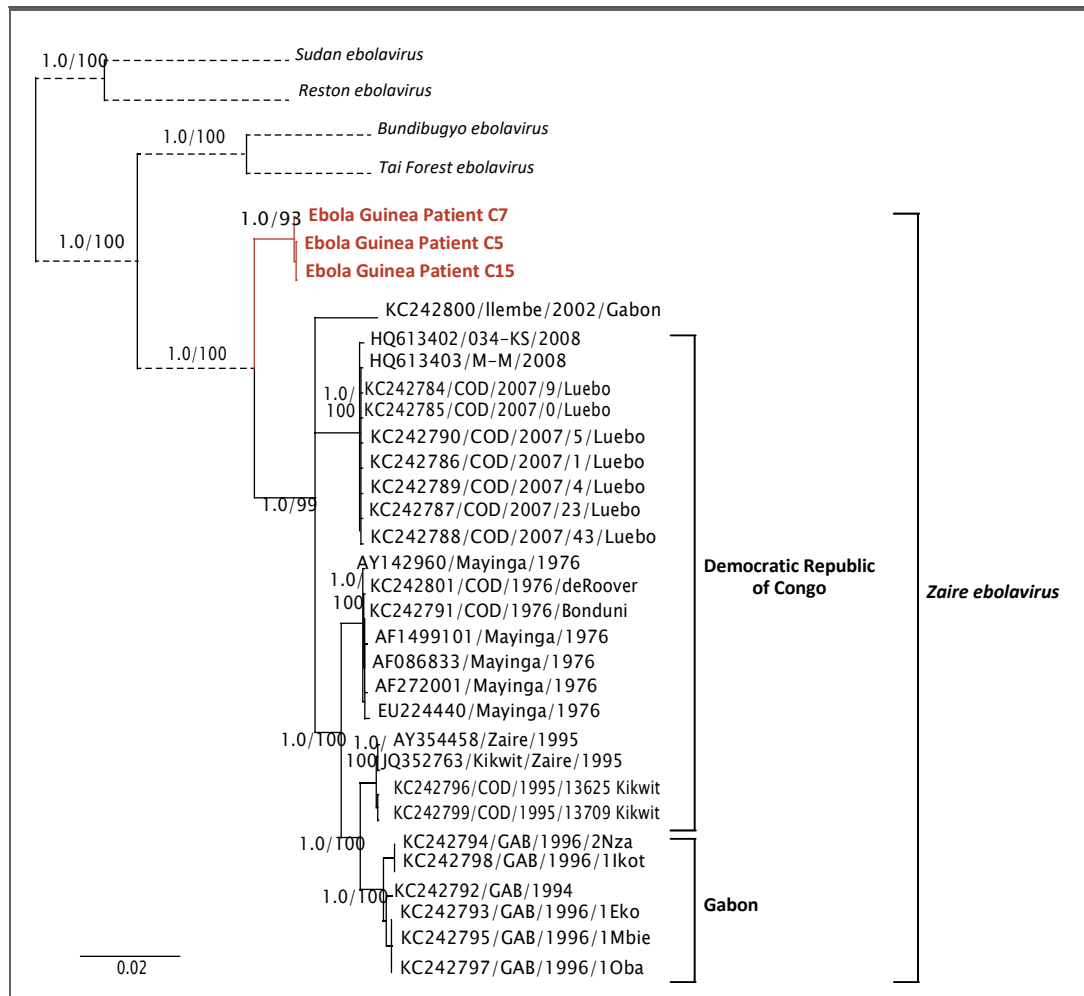 1.0/100
Sudan ebolavirus
Reston ebolavirus
Bundibugyo ebolavirus
1.0/100
Tai Forest ebolavirus
1.0/93
Ebola Guinea Patient C7
1.0/100
Ebola Guinea Patient C5
Ebola Guinea Patient C15
KC242800/Ilembe/2002/Gabon
HQ613402/034-KS/2008
1.0/100
HQ613403/M-M/2008
KC242784/COD/2007/9/Luebo
1.0/
100
KC242785/COD/2007/0/Luebo
KC242790/COD/2007/5/Luebo
KC242786/COD/2007/1/Luebo
KC242789/COD/2007/4/Luebo
1.0/99
KC242787/COD/2007/23/Luebo
KC242788/COD/2007/43/Luebo
AY142960/Mayinga/1976
1.0/
100
KC242801/COD/1976/deRoover
KC242791/COD/1976/Bonduni
AF1499101/Mayinga/1976
AF086833/Mayinga/1976
AF272001/Mayinga/1976
EU224440/Mayinga/1976
Democratic Republic
of Congo
Zaire ebolavirus
1.0/100
1.0/
100
AY354458/Zaire/1995
JQ352763/Kikwit/Zaire/1995
KC242796/COD/1995/13625 Kikwit
KC242799/COD/1995/13709 Kikwit
1.0/100
KC242794/GAB/1996/2Nza
KC242798/GAB/1996/1Ikot
1.0/100
KC242792/GAB/1994
KC242793/GAB/1996/1Eko
KC242795/GAB/1996/1Mbie
KC242797/GAB/1996/1Oba
Gabon
0.02